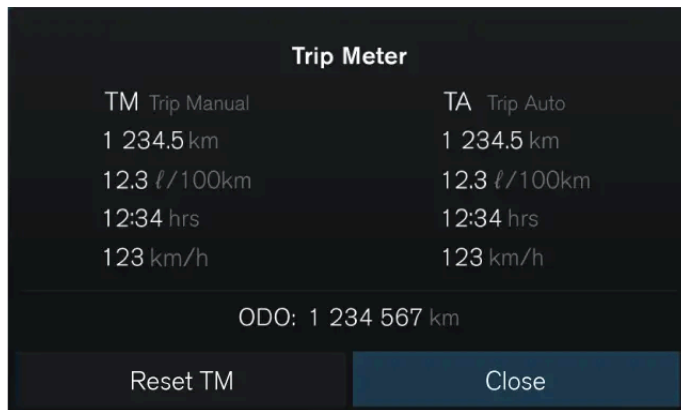 Trip Meter
TM Trip Manual TA Trip Auto
1 234.5 km 1 234.5 km
12.3 ℓ/100km 12.3 ℓ/100km
12:34 hrs 12:34 hrs
123 km/h 123 km/h
ODO: 1 234 567 km
Reset TM Close